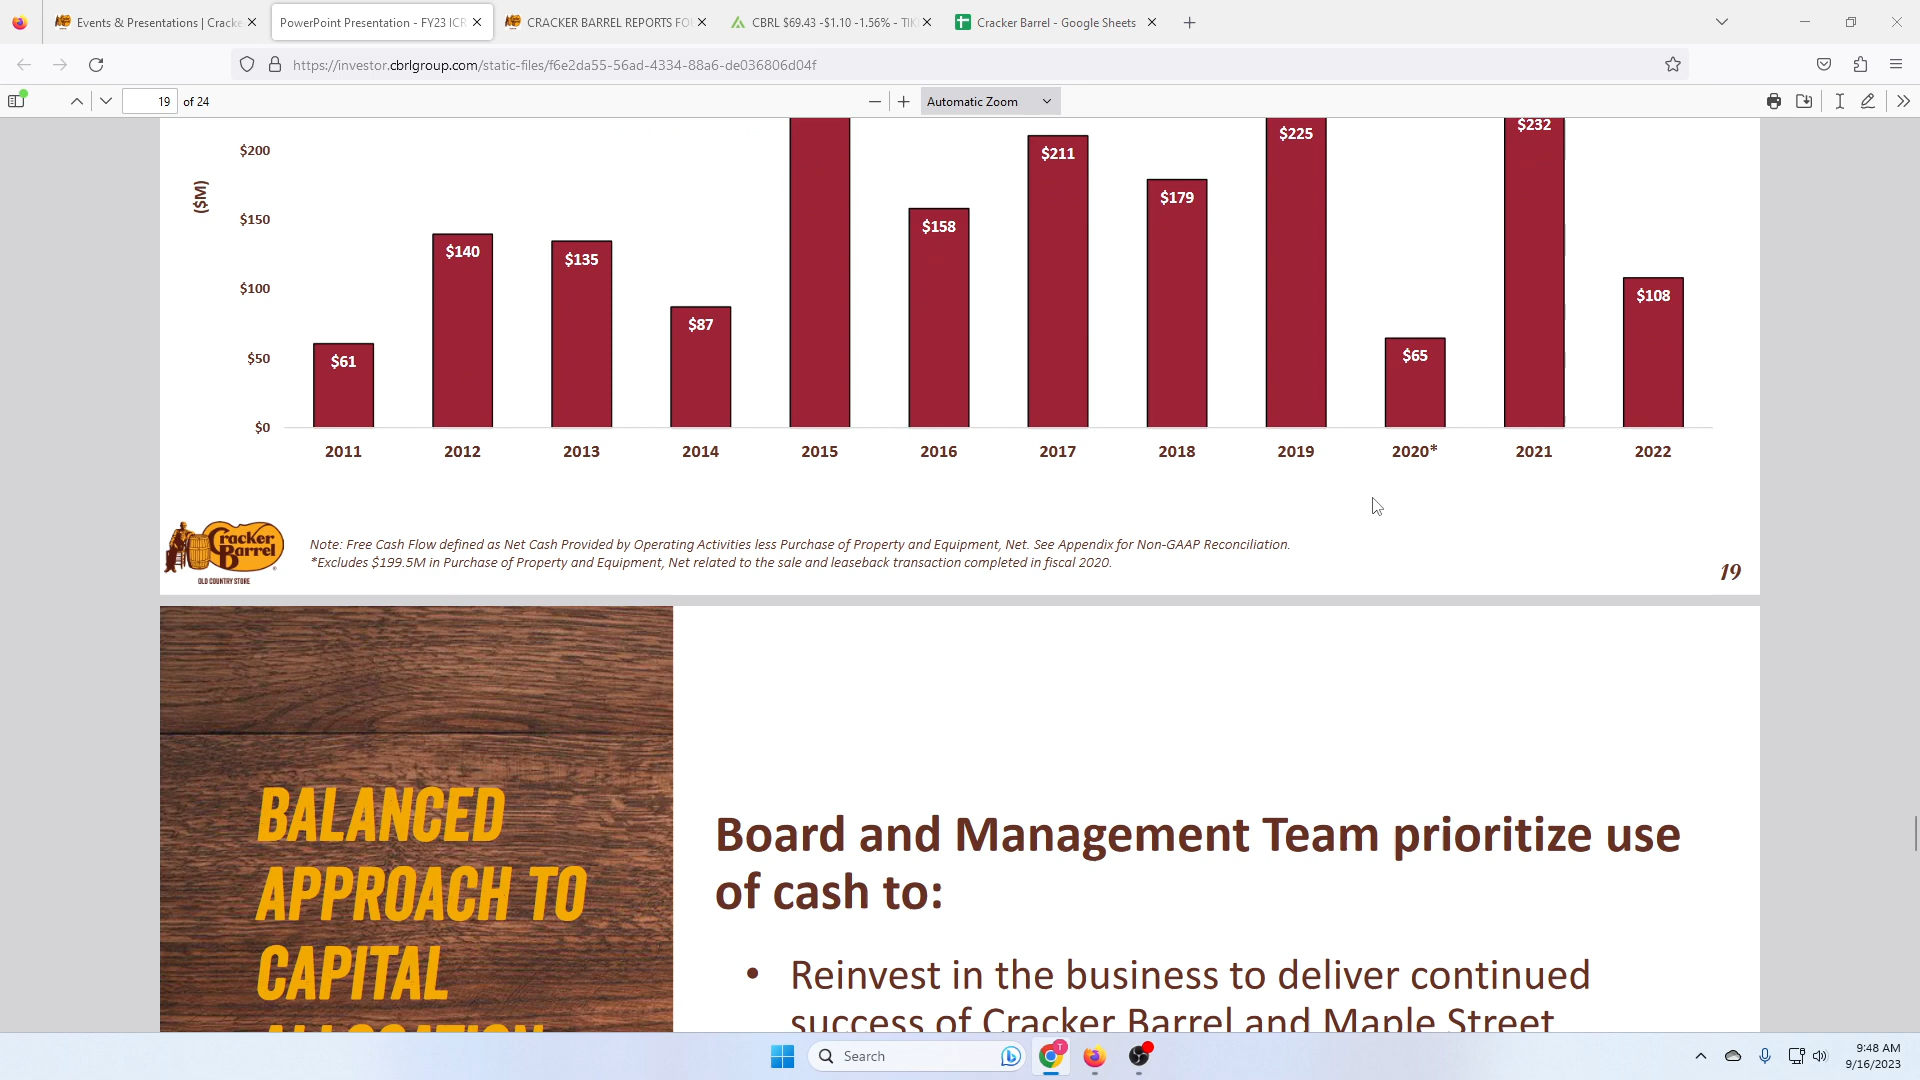 Events & Presentations | Cracke
PowerPoint Presentation - FY23 ICR
CRACKER BARREL REPORTS FO
CBRL $69.43 -$1.10 -1.56% - TIK
Cracker Barrel - Google Sheets
https://investor.cbrlgroup.com/static-files/f6e2da55-56ad-4334-88a6-de036806d04f
19 of 24
Automatic Zoom
$232
$225
$200
$211
($M)
$179
$150
$158
$140
$135
$100
$108
$87
$50
$61
$65
$0
2011 2012 2013 2014 2015 2016 2017 2018 2019 2020* 2021 2022
Cracker
Barrel
OLD COUNTRY STORE
Note: Free Cash Flow defined as Net Cash Provided by Operating Activities less Purchase of Property and Equipment, Net. See Appendix for Non-GAAP Reconciliation.
*Excludes $199.5M in Purchase of Property and Equipment, Net related to the sale and leaseback transaction completed in fiscal 2020.
19
BALANCED
APPROACH TO
CAPITAL
ALLOCATION
Board and Management Team prioritize use
of cash to:
• Reinvest in the business to deliver continued
success of Cracker Barrel and Maple Street
Search
T
9:48 AM
9/16/2023